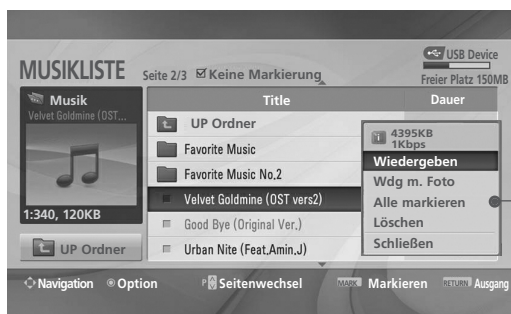 USB Device
MUSIKLISTE Seite 2/3 Keine Markierung
Freier Platz 150MB
Musik
Velvet Goldmine (OST...
1:340, 120KB
UP Ordner
Title Dauer
UP Ordner
Favorite Music
Favorite Music No.2
Velvet Goldmine (OST vers2)
Good Bye (Original Ver.)
Urban Nite (Feat.Amin.J)
4395KB
1Kbps
Wiedergeben
Wdg m. Foto
Alle markieren
Löschen
Schließen
Navigation Option P Seitenwechsel MARK Markieren RETURN Ausgang